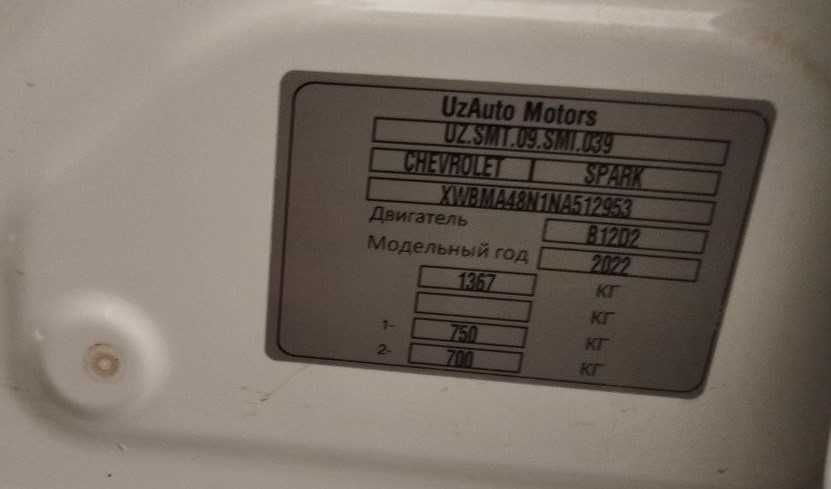 UzAuto Motors
UZ.SMT.09.SMI.039
CHEVROLET SPARK
XWBMA48N1NA512953
Двигатель B12D2
Модельный год 2022
1367 КГ
КГ
1- 750 КГ
2- 700 КГ